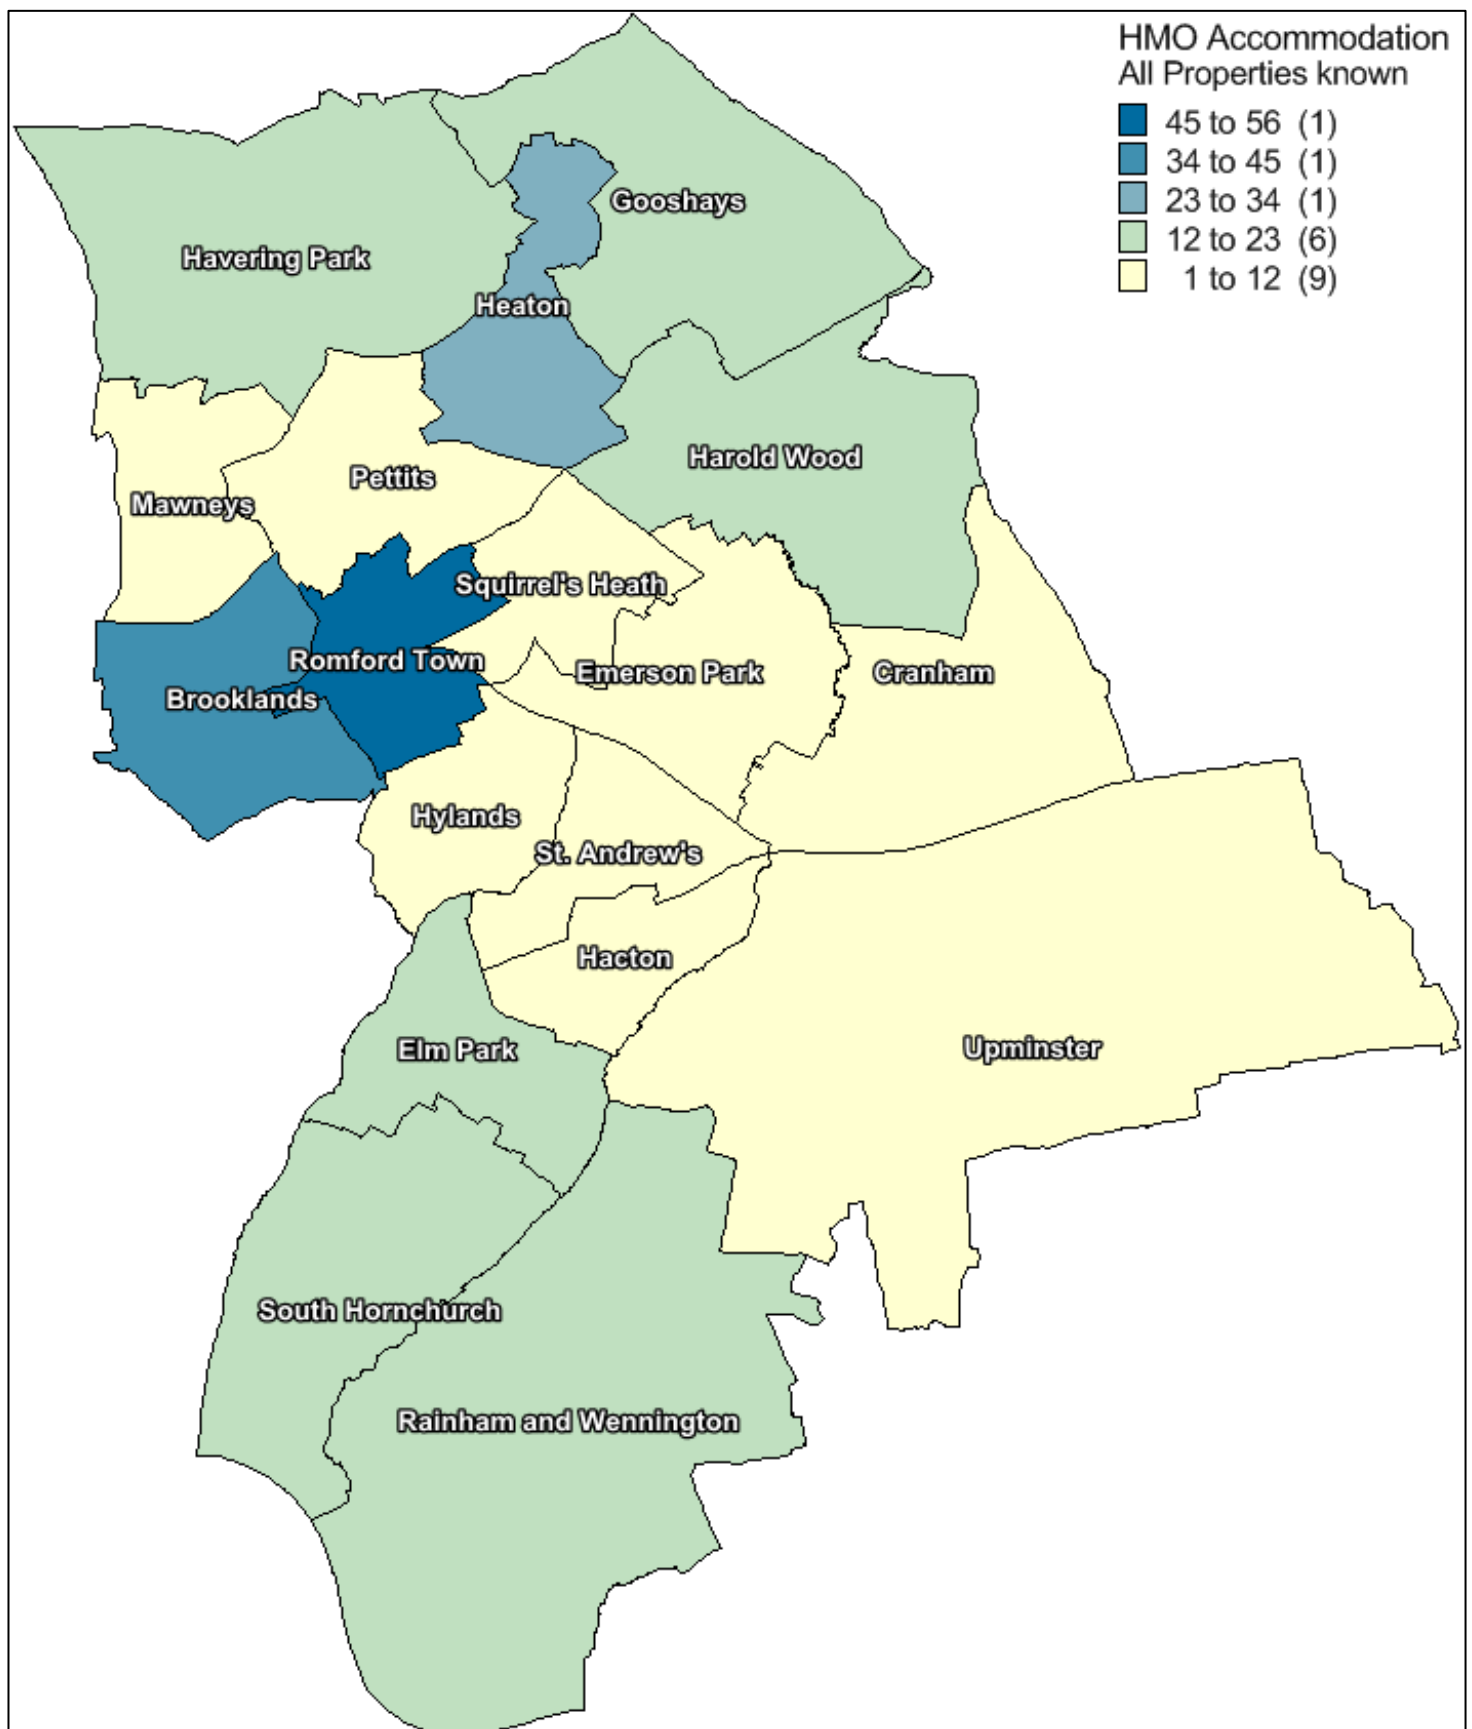 HMO Accommodation
All Properties known
45 to 56 (1)
34 to 45 (1)
23 to 34 (1)
12 to 23 (6)
1 to 12 (9)
Gooshays
Havering Park
Heaton
Harold Wood
Pettits
Mawneys
Squirrel's Heath
Romford Town
Emerson Park
Cranham
Brooklands
Hylands
St. Andrew's
Hacton
Elm Park
Upminster
South Hornchurch
Rainham and Wennington